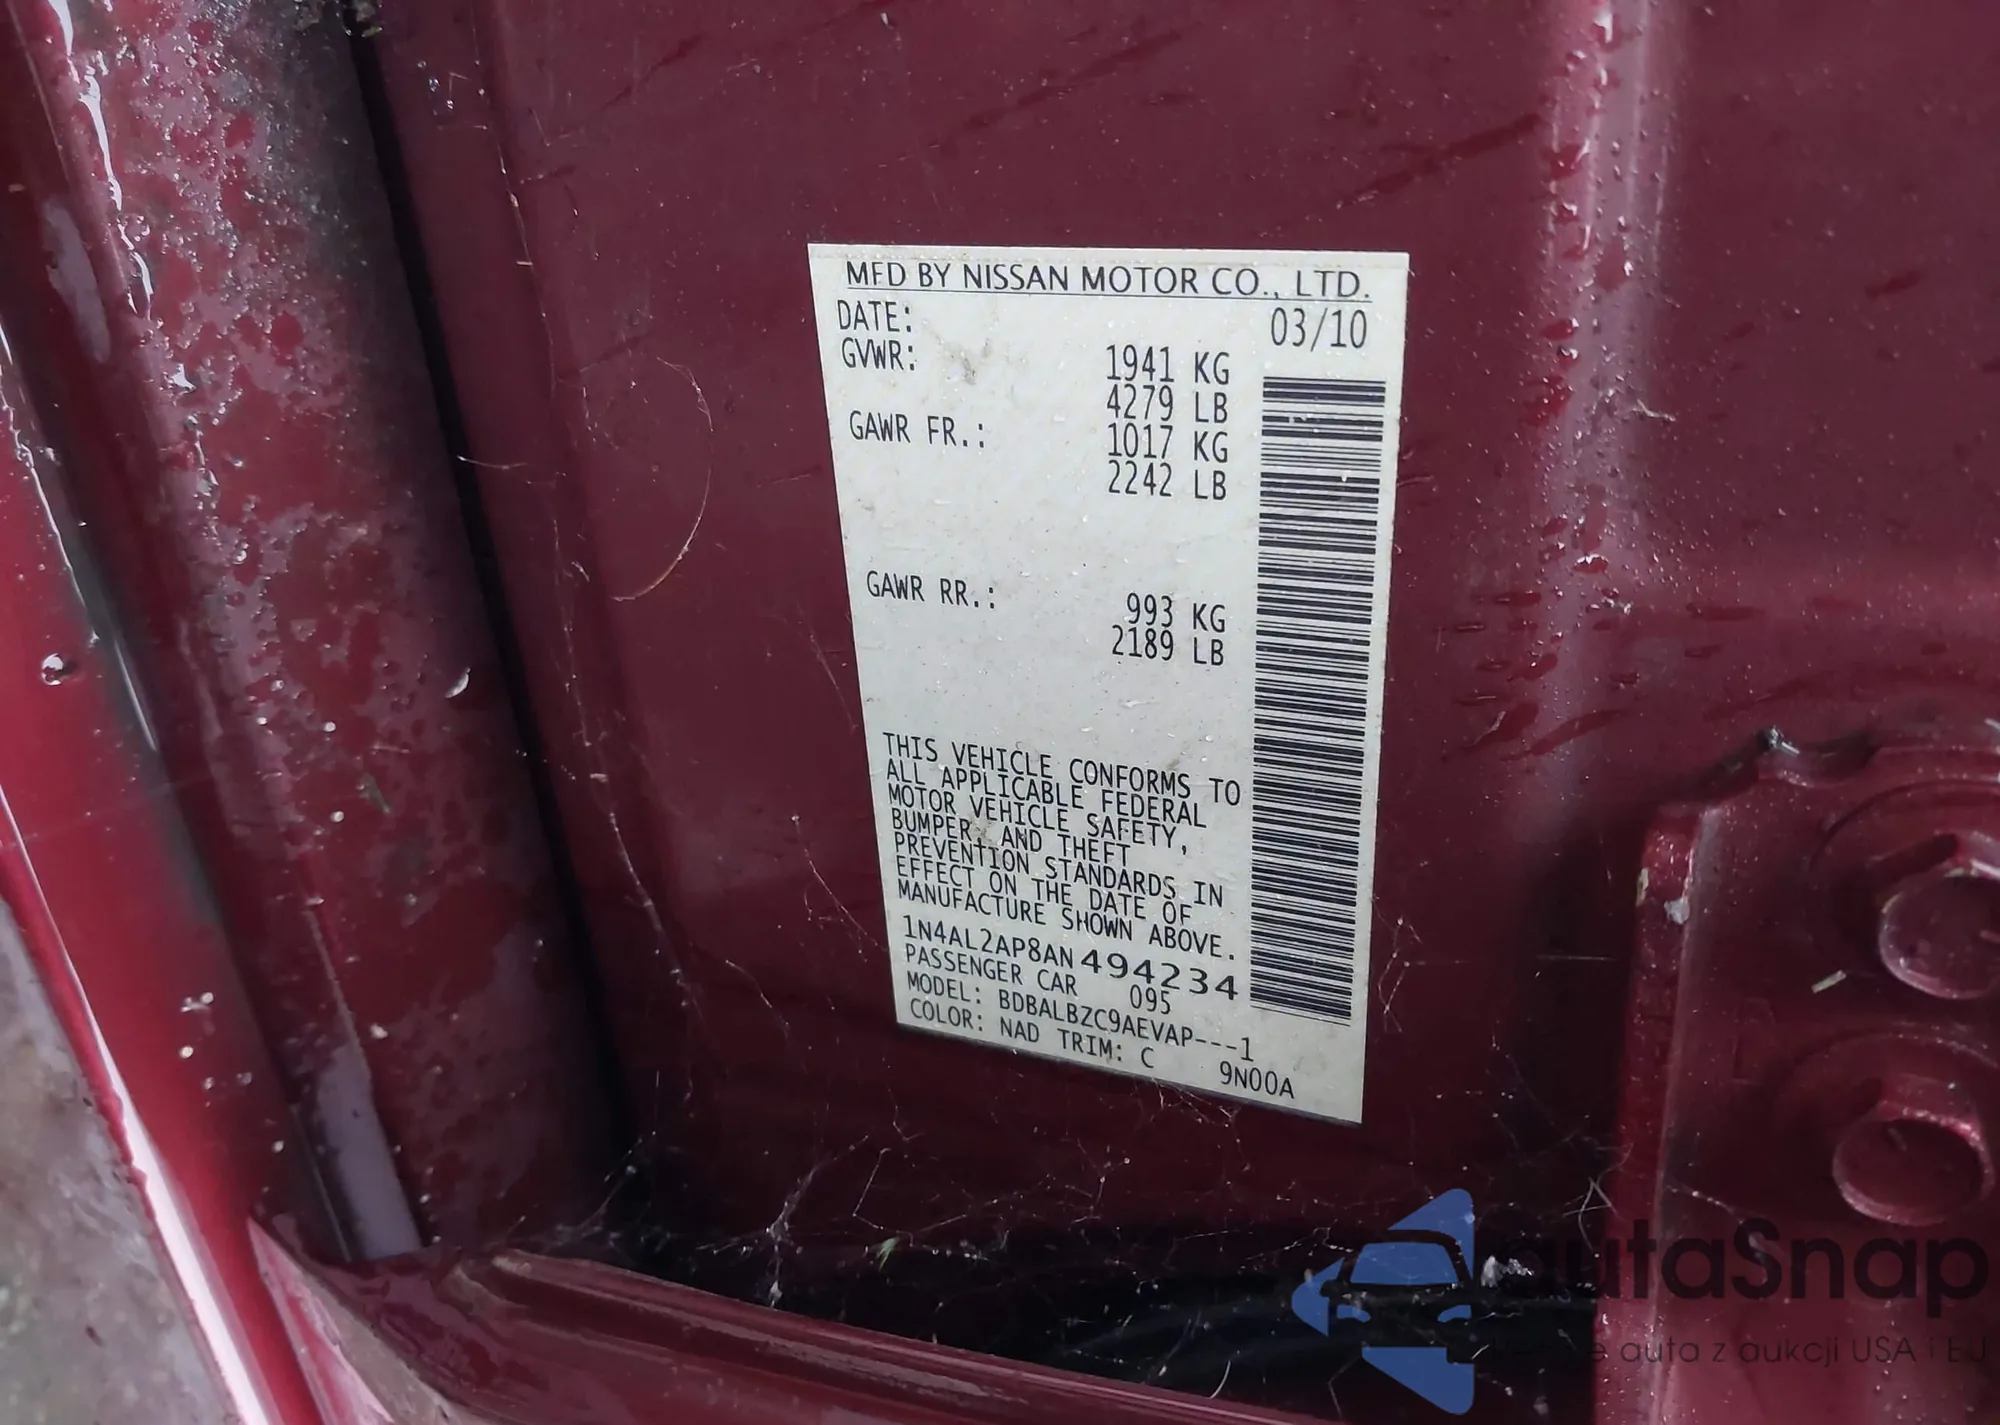 MFD BY NISSAN MOTOR CO., LTD.
DATE: 03/10
GVWR: 1941 KG
4279 LB
GAWR FR.: 1017 KG
2242 LB
GAWR RR.: 993 KG
2189 LB
THIS VEHICLE CONFORMS TO
ALL APPLICABLE FEDERAL
MOTOR VEHICLE SAFETY,
BUMPER, AND THEFT
PREVENTION STANDARDS IN
EFFECT ON THE DATE OF
MANUFACTURE SHOWN ABOVE.
1N4AL2AP8AN494234
PASSENGER CAR 095
MODEL: BDBALBZC9AEVAP---1
COLOR: NAD TRIM: C 9N00A
autaSnap
auta z aukcji USA i EU